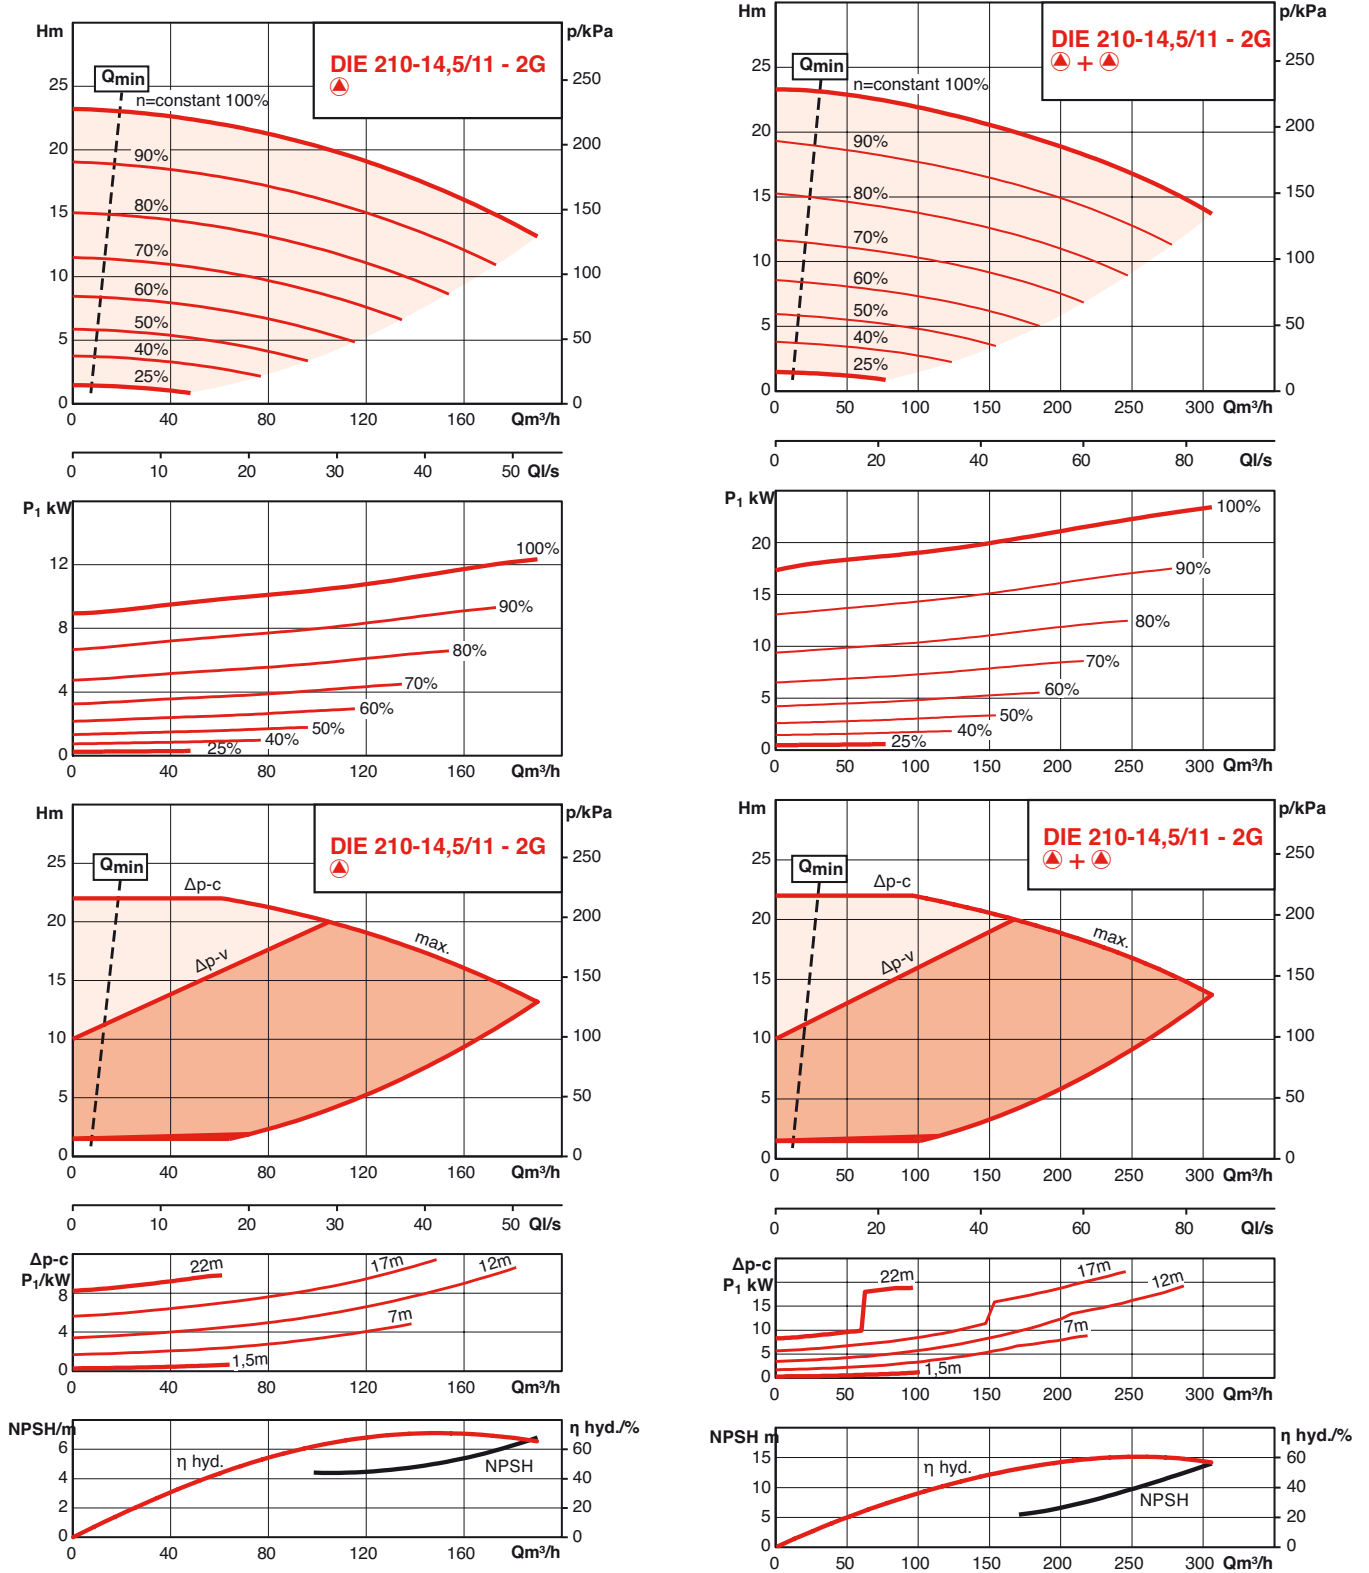 Hm
p/kPa
DIE 210-14,5/11 - 2G
Qmin
n=constant 100%
90%
80%
70%
60%
50%
40%
25%
25
20
15
10
5
0
250
200
150
100
50
0
0 40 80 120 160 Qm³/h
0 10 20 30 40 50 Ql/s
P1 kW
12
8
4
0
100%
90%
80%
70%
60%
50%
40%
25%
0 40 80 120 160 Qm³/h
Hm
p/kPa
DIE 210-14,5/11 - 2G
Qmin
Δp-c
Δp-v
max.
25
20
15
10
5
0
250
200
150
100
50
0
0 40 80 120 160 Qm³/h
0 10 20 30 40 50 Ql/s
Δp-c
P1/kW
8
4
0
22m
17m
12m
7m
1,5m
0 40 80 120 160 Qm³/h
NPSH/m
η hyd./%
6
4
2
0
60
40
20
0
η hyd.
NPSH
0 40 80 120 160 Qm³/h
Hm
p/kPa
DIE 210-14,5/11 - 2G
+
Qmin
n=constant 100%
90%
80%
70%
60%
50%
40%
25%
25
20
15
10
5
0
250
200
150
100
50
0
0 50 100 150 200 250 300 Qm³/h
0 20 40 60 80 Ql/s
P1 kW
20
15
10
5
0
100%
90%
80%
70%
60%
50%
40%
25%
0 50 100 150 200 250 300 Qm³/h
Hm
p/kPa
DIE 210-14,5/11 - 2G
+
Qmin
Δp-c
Δp-v
max.
25
20
15
10
5
0
250
200
150
100
50
0
0 50 100 150 200 250 300 Qm³/h
0 20 40 60 80 Ql/s
Δp-c
P1 kW
15
10
5
0
22m
17m
12m
7m
1,5m
0 50 100 150 200 250 300 Qm³/h
NPSH m
η hyd./%
15
10
5
0
60
40
20
0
η hyd.
NPSH
0 50 100 150 200 250 300 Qm³/h